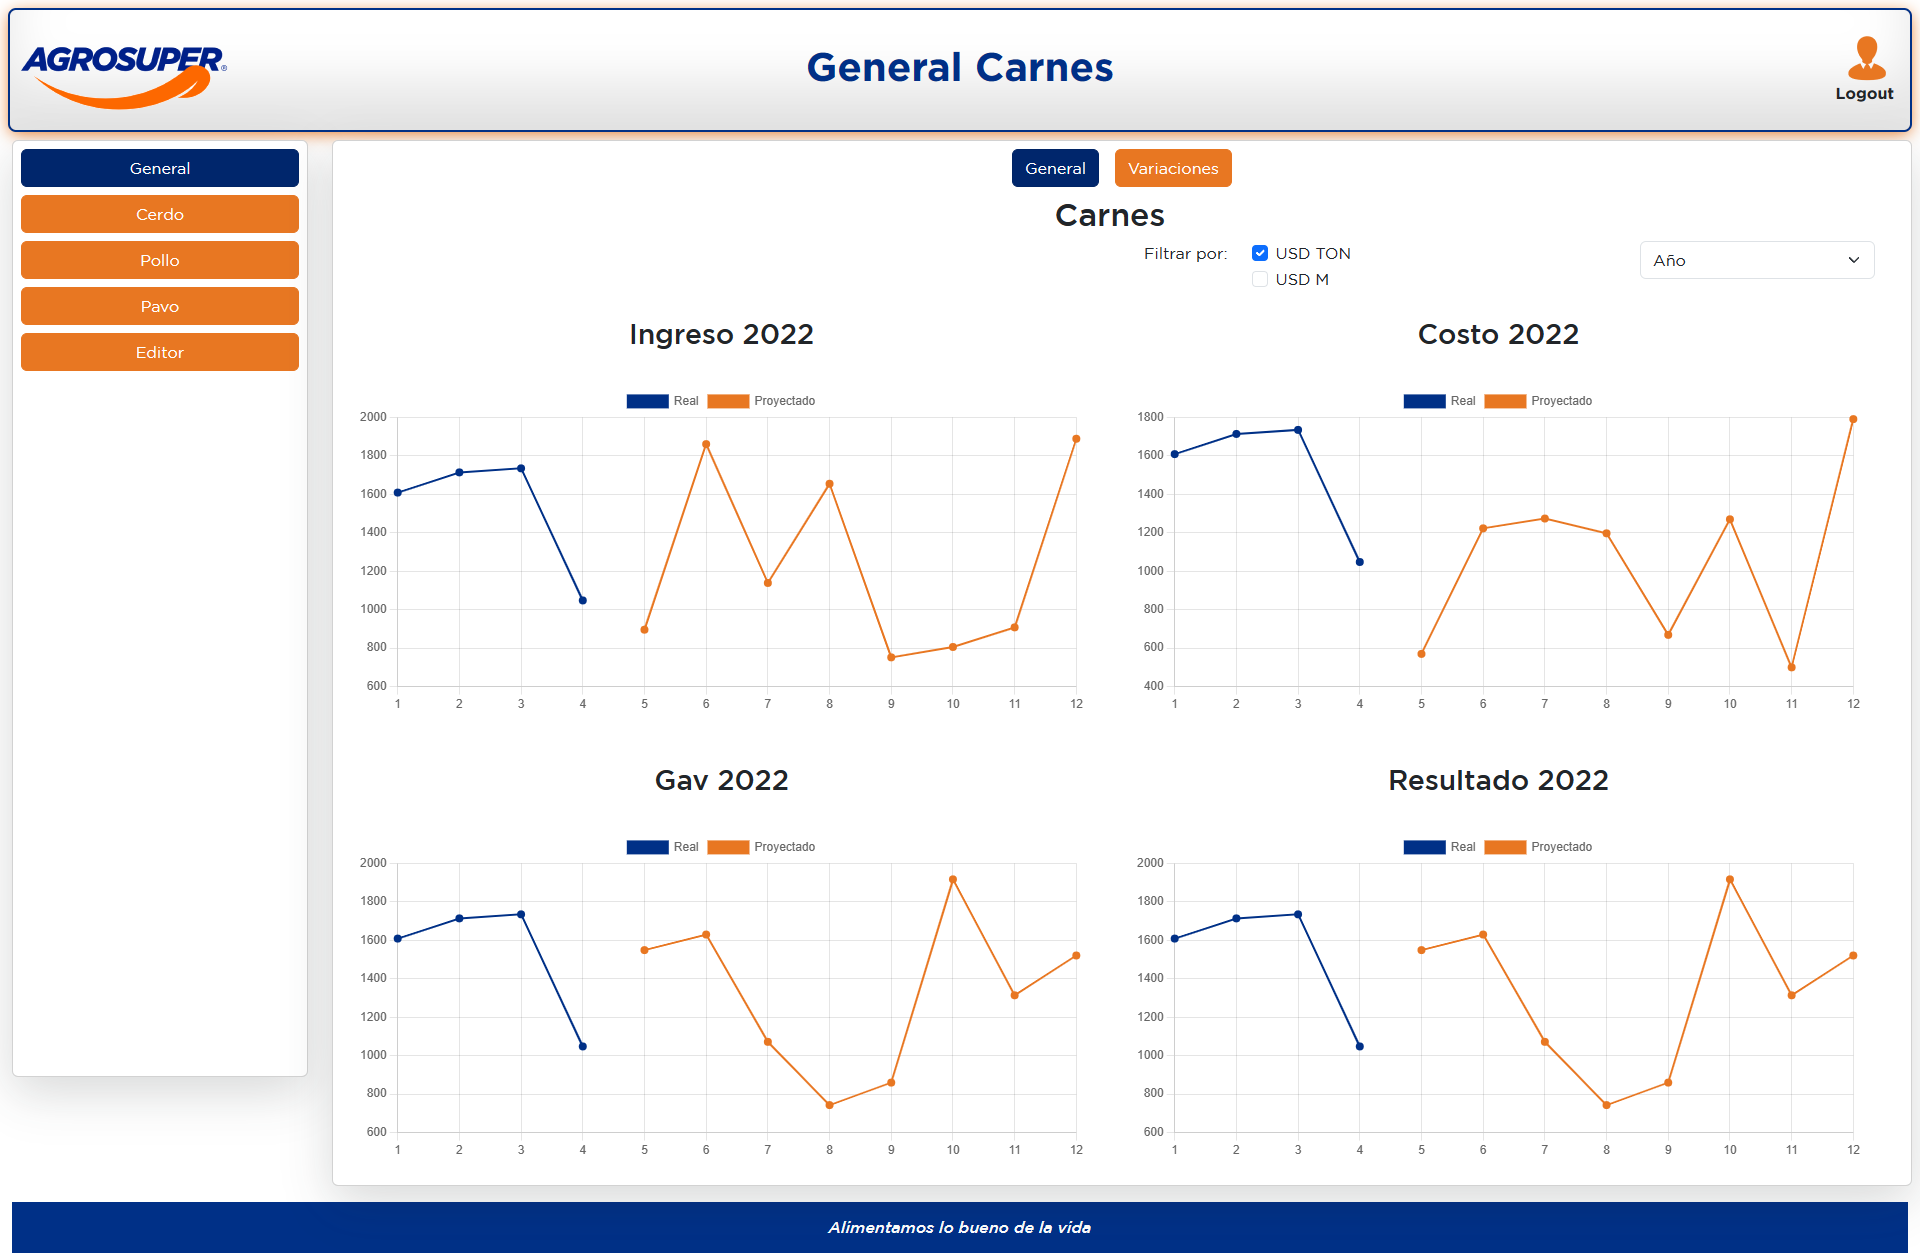 AGROSUPER®
General Carnes
Logout
General
Cerdo
Pollo
Pavo
Editor
General Variaciones
Carnes
Filtrar por: USD TON
USD M
Año
Ingreso 2022
Real Proyectado
2000
1800
1600
1400
1200
1000
800
600
1 2 3 4 5 6 7 8 9 10 11 12
Costo 2022
Real Proyectado
1800
1600
1400
1200
1000
800
600
400
1 2 3 4 5 6 7 8 9 10 11 12
Gav 2022
Real Proyectado
2000
1800
1600
1400
1200
1000
800
600
1 2 3 4 5 6 7 8 9 10 11 12
Resultado 2022
Real Proyectado
2000
1800
1600
1400
1200
1000
800
600
1 2 3 4 5 6 7 8 9 10 11 12
Alimentamos lo bueno de la vida